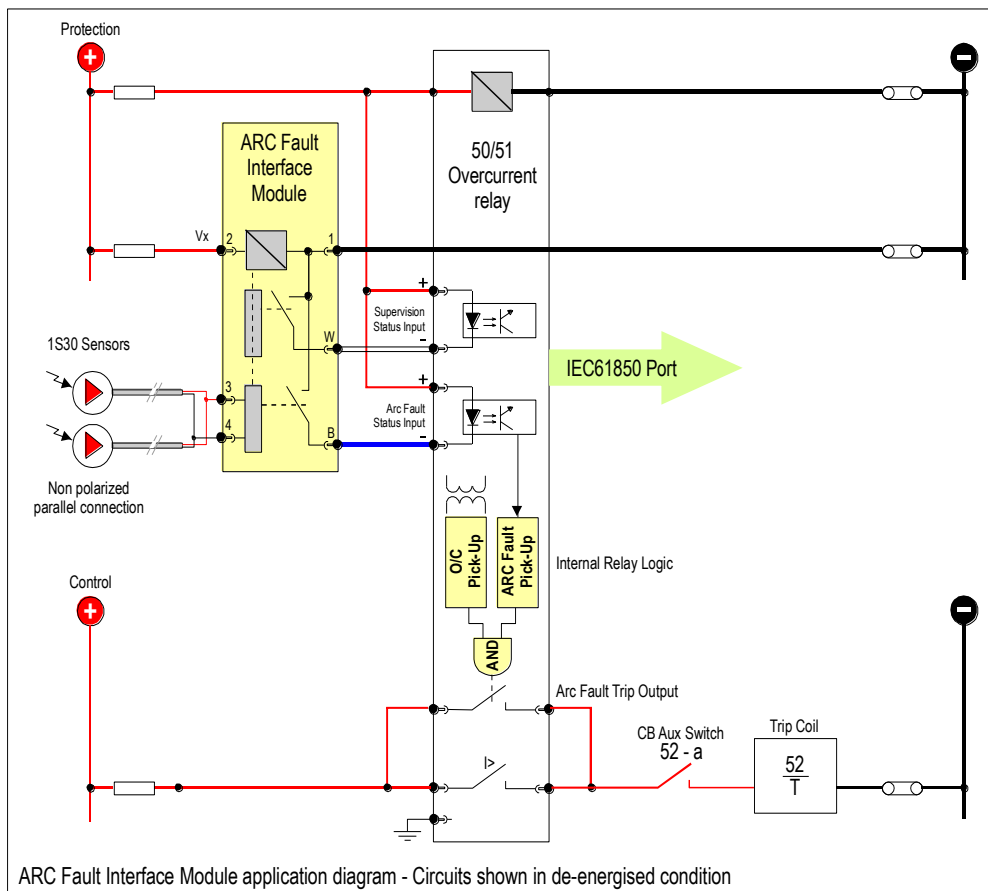 Protection
ARC Fault
Interface
Module
50/51
Overcurrent
relay
Vx
2
1
+
Supervision
Status Input
-
W
IEC61850 Port
1S30 Sensors
3
4
+
Arc Fault
Status Input
-
B
Non polarized
parallel connection
O/C
Pick-Up
ARC Fault
Pick-Up
Internal Relay Logic
Control
AND
Arc Fault Trip Output
CB Aux Switch
52 - a
Trip Coil
52
T
I>
ARC Fault Interface Module application diagram - Circuits shown in de-energised condition